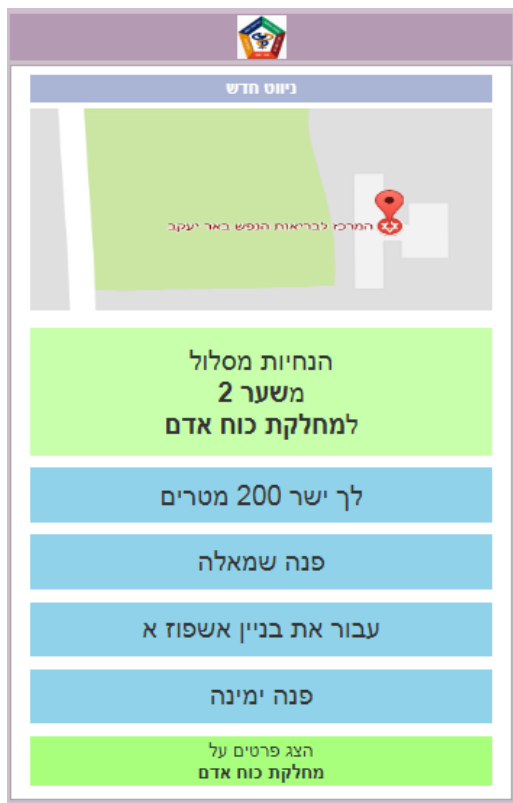 ניווט חדש
המרכז לבריאות הנפש באר יעקב
הנחיות מסלול
משער 2
למחלקת כוח אדם
לך ישר 200 מטרים
פנה שמאלה
עבור את בניין אשפוז א
פנה ימינה
הצג פרטים על
מחלקת כוח אדם